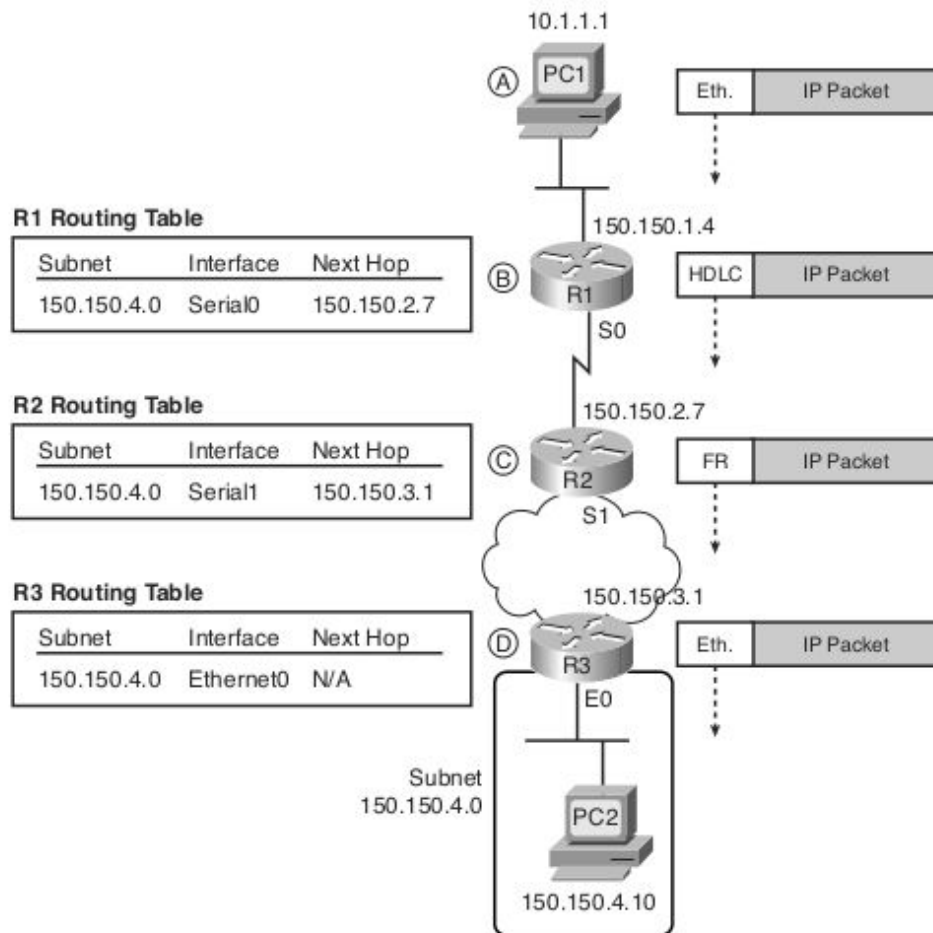 10.1.1.1
A
PC1
Eth. IP Packet
R1 Routing Table
Subnet Interface Next Hop
150.150.4.0 Serial0 150.150.2.7
150.150.1.4
B
R1
HDLC IP Packet
S0
R2 Routing Table
Subnet Interface Next Hop
150.150.4.0 Serial1 150.150.3.1
150.150.2.7
C
R2
FR IP Packet
S1
R3 Routing Table
Subnet Interface Next Hop
150.150.4.0 Ethernet0 N/A
150.150.3.1
D
R3
Eth. IP Packet
E0
Subnet
150.150.4.0
PC2
150.150.4.10